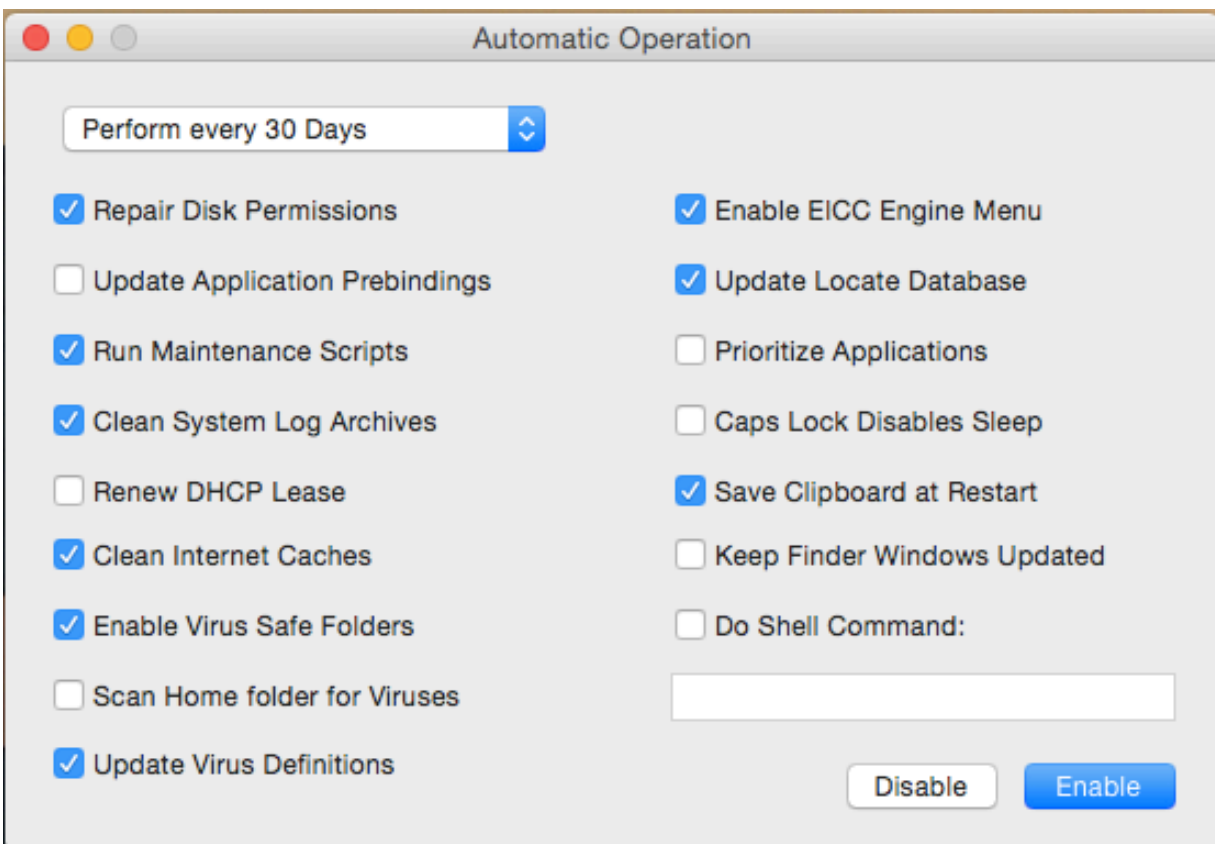 Automatic Operation
Perform every 30 Days
Repair Disk Permissions
Update Application Prebindings
Run Maintenance Scripts
Clean System Log Archives
Renew DHCP Lease
Clean Internet Caches
Enable Virus Safe Folders
Scan Home folder for Viruses
Update Virus Definitions
Enable EICC Engine Menu
Update Locate Database
Prioritize Applications
Caps Lock Disables Sleep
Save Clipboard at Restart
Keep Finder Windows Updated
Do Shell Command:
Disable
Enable